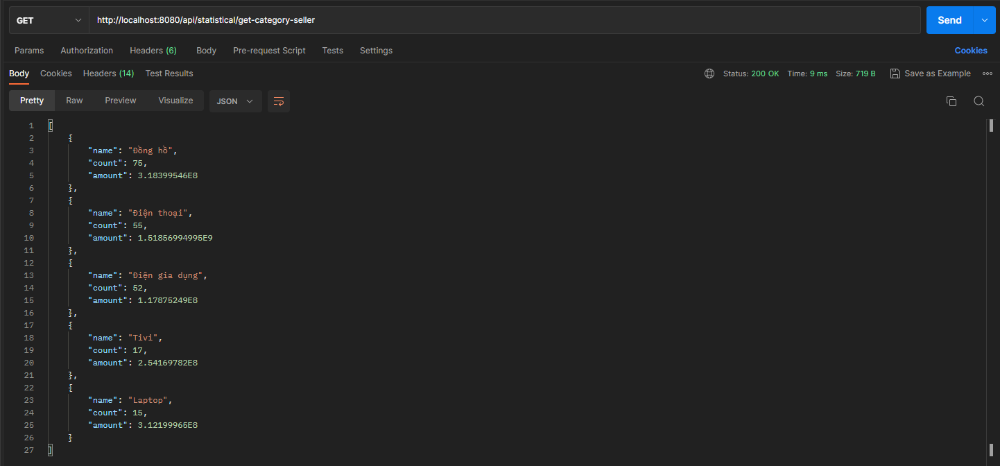 GET http://localhost:8080/api/statistical/get-category-seller Send
Params Authorization Headers (6) Body Pre-request Script Tests Settings Cookies
Body Cookies Headers (14) Test Results Status: 200 OK Time: 9 ms Size: 719 B Save as Example
Pretty Raw Preview Visualize JSON
1 [
2 {
3 "name": "Đồng hồ",
4 "count": 75,
5 "amount": 3.18399546E8
6 },
7 {
8 "name": "Điện thoại",
9 "count": 55,
10 "amount": 1.51856994995E9
11 },
12 {
13 "name": "Điện gia dụng",
14 "count": 52,
15 "amount": 1.17875249E8
16 },
17 {
18 "name": "Tivi",
19 "count": 17,
20 "amount": 2.54169782E8
21 },
22 {
23 "name": "Laptop",
24 "count": 15,
25 "amount": 3.12199965E8
26 }
27 ]